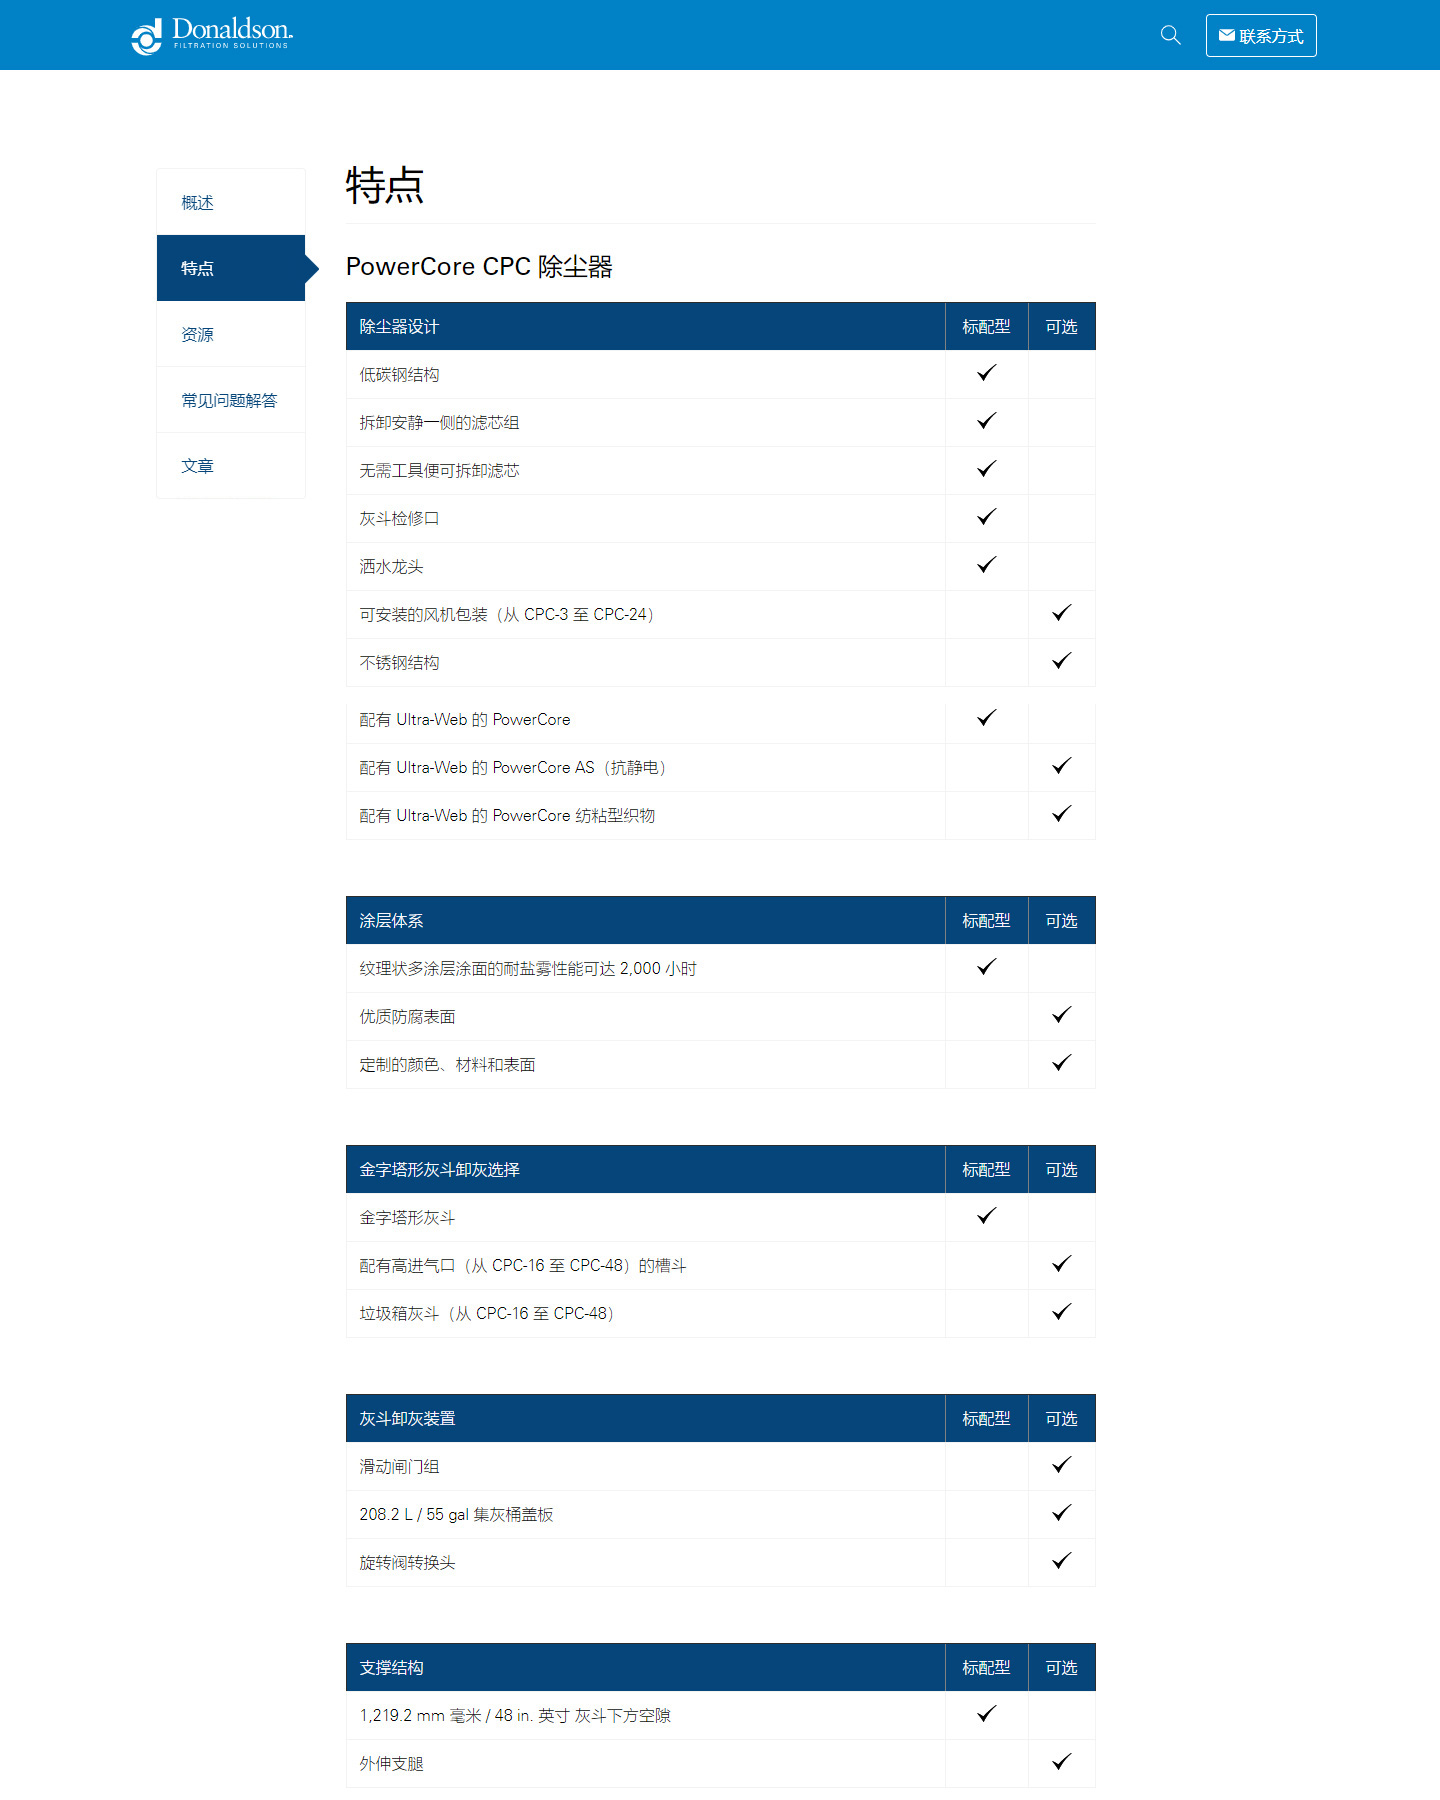 Donaldson.
FILTRATION SOLUTIONS
联系方式
概述
特点
资源
常见问题解答
文章
特点
PowerCore CPC 除尘器
除尘器设计 标配型 可选
低碳钢结构
拆卸安静一侧的滤芯组
无需工具便可拆卸滤芯
灰斗检修口
洒水龙头
可安装的风机包装（从 CPC-3 至 CPC-24）
不锈钢结构
配有 Ultra-Web 的 PowerCore
配有 Ultra-Web 的 PowerCore AS（抗静电）
配有 Ultra-Web 的 PowerCore 纺粘型织物
涂层体系 标配型 可选
纹理状多涂层涂面的耐盐雾性能可达 2,000 小时
优质防腐表面
定制的颜色、材料和表面
金字塔形灰斗卸灰选择 标配型 可选
金字塔形灰斗
配有高进气口（从 CPC-16 至 CPC-48）的槽斗
垃圾箱灰斗（从 CPC-16 至 CPC-48）
灰斗卸灰装置 标配型 可选
滑动闸门组
208.2 L / 55 gal 集灰桶盖板
旋转阀转换头
支撑结构 标配型 可选
1,219.2 mm 毫米 / 48 in. 英寸 灰斗下方空隙
外伸支腿